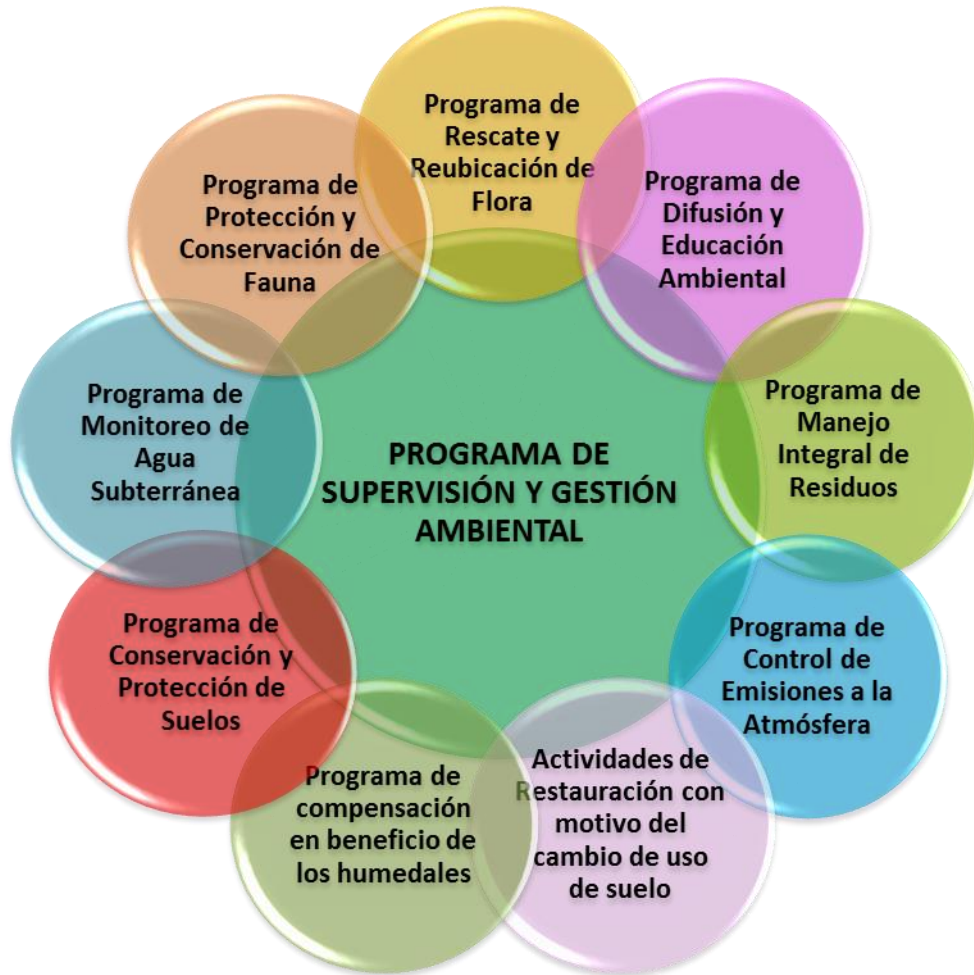 Programa de
Rescate y
Reubicación de
Flora
Programa de
Difusión y
Educación
Ambiental
Programa de
Manejo
Integral de
Residuos
Programa de
Control de
Emisiones a la
Atmósfera
Actividades de
Restauración con
motivo del
cambio de uso
de suelo
Programa de
compensación
en beneficio de
los humedales
Programa de
Conservación y
Protección de
Suelos
Programa de
Monitoreo de
Agua
Subterránea
Programa de
Protección y
Conservación de
Fauna
PROGRAMA DE
SUPERVISIÓN Y GESTIÓN
AMBIENTAL